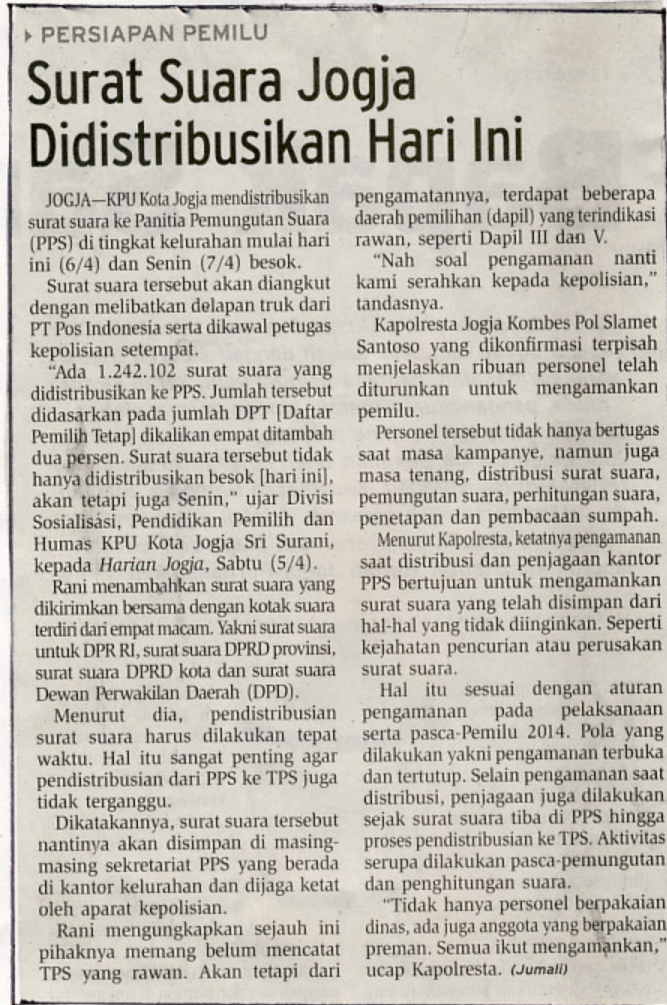 PERSIAPAN PEMILU
Surat Suara Jogja
Didistribusikan Hari Ini
JOGJA—KPU Kota Jogja mendistribusikan
surat suara ke Panitia Pemungutan Suara
(PPS) di tingkat kelurahan mulai hari
ini (6/4) dan Senin (7/4) besok.
Surat suara tersebut akan diangkut
dengan melibatkan delapan truk dari
PT Pos Indonesia serta dikawal petugas
kepolisian setempat.
"Ada 1.242.102 surat suara yang
didistribusikan ke PPS. Jumlah tersebut
didasarkan pada jumlah DPT [Daftar
Pemilih Tetap] dikalikan empat ditambah
dua persen. Surat suara tersebut tidak
hanya didistribusikan besok [hari ini],
akan tetapi juga Senin," ujar Divisi
Sosialisasi, Pendidikan Pemilih dan
Humas KPU Kota Jogja Sri Surani,
kepada Harian Jogja, Sabtu (5/4).
Rani menambahkan surat suara yang
dikirimkan bersama dengan kotak suara
terdiri dari empat macam. Yakni surat suara
untuk DPR RI, surat suara DPRD provinsi,
surat suara DPRD kota dan surat suara
Dewan Perwakilan Daerah (DPD).
Menurut dia, pendistribusian
surat suara harus dilakukan tepat
waktu. Hal itu sangat penting agar
pendistribusian dari PPS ke TPS juga
tidak terganggu.
Dikatakannya, surat suara tersebut
nantinya akan disimpan di masing-
masing sekretariat PPS yang berada
di kantor kelurahan dan dijaga ketat
oleh aparat kepolisian.
Rani mengungkapkan sejauh ini
pihaknya memang belum mencatat
TPS yang rawan. Akan tetapi dari
pengamatannya, terdapat beberapa
daerah pemilihan (dapil) yang terindikasi
rawan, seperti Dapil III dan V.
"Nah soal pengamanan nanti
kami serahkan kepada kepolisian,"
tandasnya.
Kapolresta Jogja Kombes Pol Slamet
Santoso yang dikonfirmasi terpisah
menjelaskan ribuan personel telah
diturunkan untuk mengamankan
pemilu.
Personel tersebut tidak hanya bertugas
saat masa kampanye, namun juga
masa tenang, distribusi surat suara,
pemungutan suara, perhitungan suara,
penetapan dan pembacaan sumpah.
Menurut Kapolresta, ketatnya pengamanan
saat distribusi dan penjagaan kantor
PPS bertujuan untuk mengamankan
surat suara yang telah disimpan dari
hal-hal yang tidak diinginkan. Seperti
kejahatan pencurian atau perusakan
surat suara.
Hal itu sesuai dengan aturan
pengamanan pada pelaksanaan
serta pasca-Pemilu 2014. Pola yang
dilakukan yakni pengamanan terbuka
dan tertutup. Selain pengamanan saat
distribusi, penjagaan juga dilakukan
sejak surat suara tiba di PPS hingga
proses pendistribusian ke TPS. Aktivitas
serupa dilakukan pasca-pemungutan
dan penghitungan suara.
"Tidak hanya personel berpakaian
dinas, ada juga anggota yang berpakaian
preman. Semua ikut mengamankan,"
ucap Kapolresta. (Jumali)